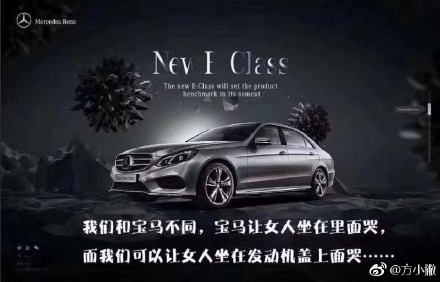 Mercedes-Benz
New E Class
The new E-Class will set the product
benchmark in its sement
我们和宝马不同，宝马让女人坐在里面哭，
而我们可以让女人坐在发动机盖上面哭……
@方小撇